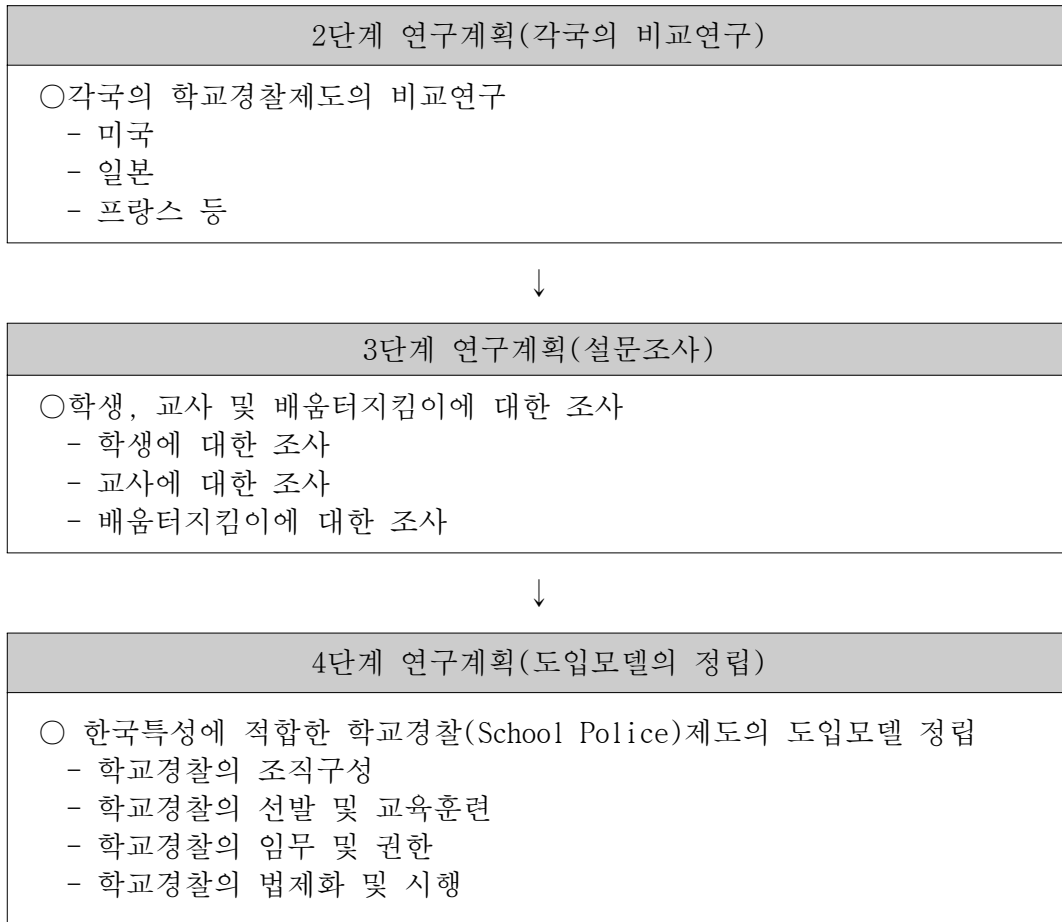 2단계 연구계획(각국의 비교연구)
○각국의 학교경찰제도의 비교연구
- 미국
- 일본
- 프랑스 등
↓
3단계 연구계획(설문조사)
○학생, 교사 및 배움터지킴이에 대한 조사
- 학생에 대한 조사
- 교사에 대한 조사
- 배움터지킴이에 대한 조사
↓
4단계 연구계획(도입모델의 정립)
○ 한국특성에 적합한 학교경찰(School Police)제도의 도입모델 정립
- 학교경찰의 조직구성
- 학교경찰의 선발 및 교육훈련
- 학교경찰의 임무 및 권한
- 학교경찰의 법제화 및 시행